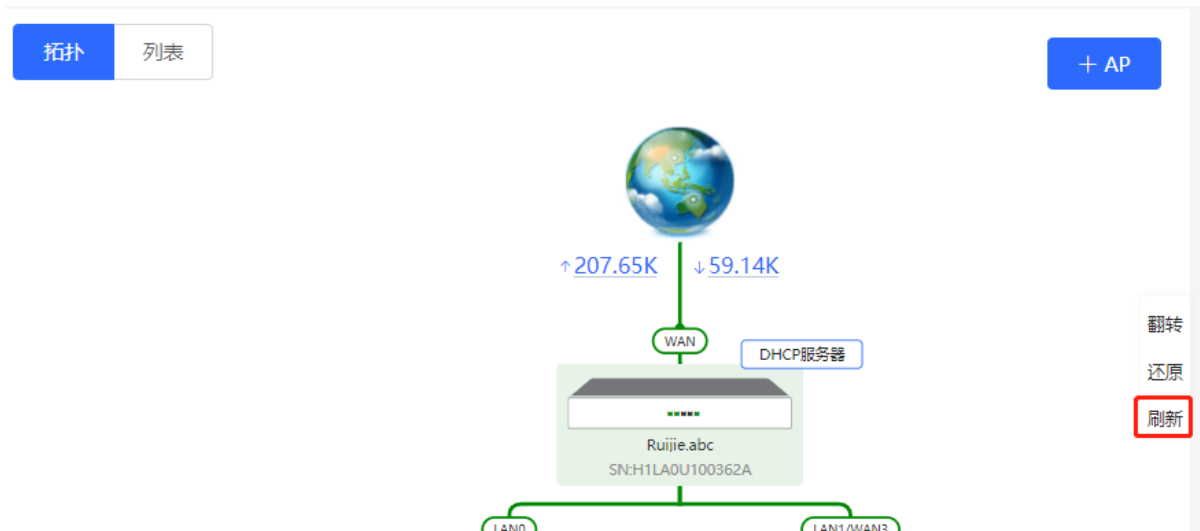 拓扑 列表
+ AP
↑207.65K ↓59.14K
WAN
DHCP服务器
翻转
还原
刷新
Ruijie.abc
SN:H1LA0U100362A
LAN0 LAN1/WAN3